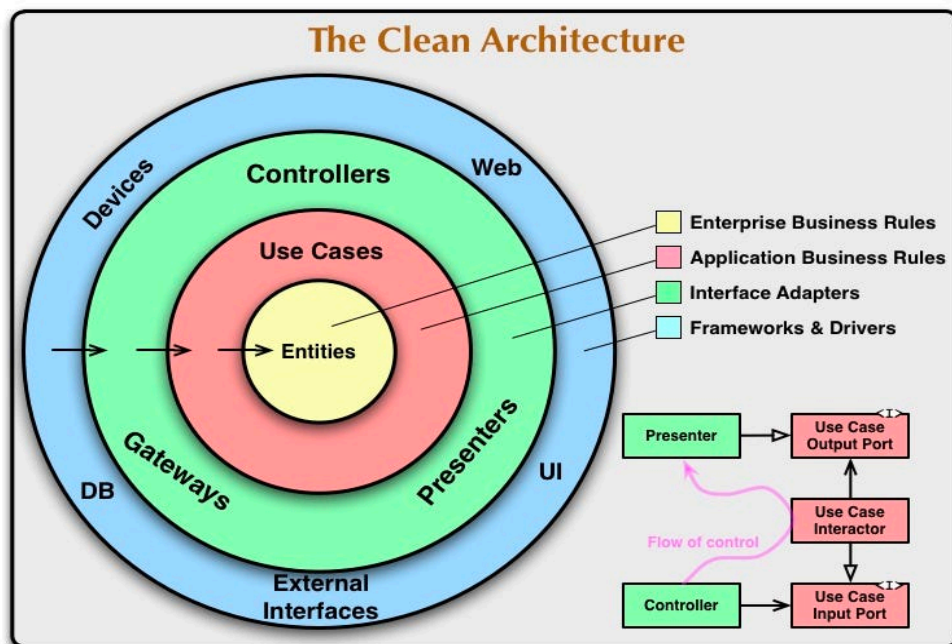 The Clean Architecture
Devices
Web
Controllers
Use Cases
Entities
Gateways
Presenters
DB
UI
External
Interfaces
Enterprise Business Rules
Application Business Rules
Interface Adapters
Frameworks & Drivers
Presenter
<I>
Use Case
Output Port
Use Case
Interactor
Flow of control
Controller
<I>
Use Case
Input Port